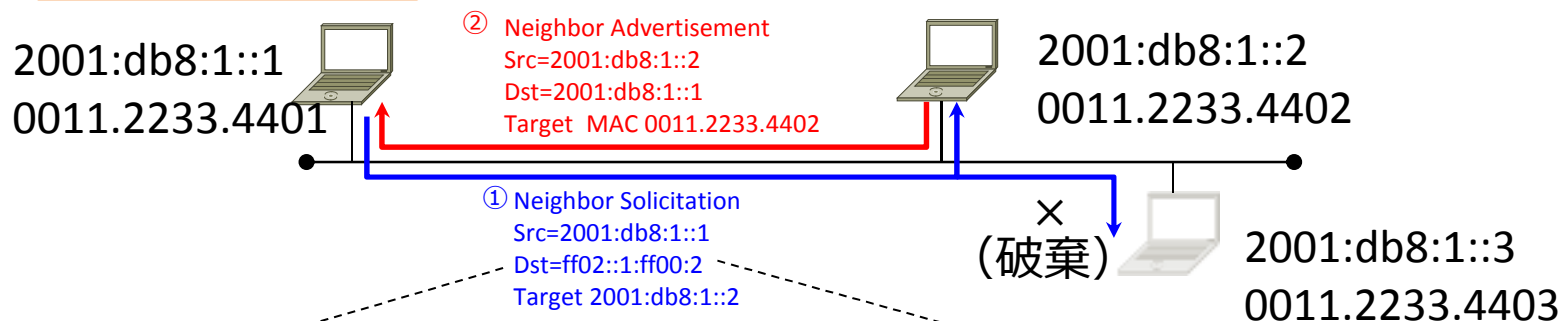 2001:db8:1::1
0011.2233.4401
② Neighbor Advertisement
Src=2001:db8:1::2
Dst=2001:db8:1::1
Target MAC 0011.2233.4402
2001:db8:1::2
0011.2233.4402
① Neighbor Solicitation
Src=2001:db8:1::1
Dst=ff02::1:ff00:2
Target 2001:db8:1::2
×
(破棄)
2001:db8:1::3
0011.2233.4403